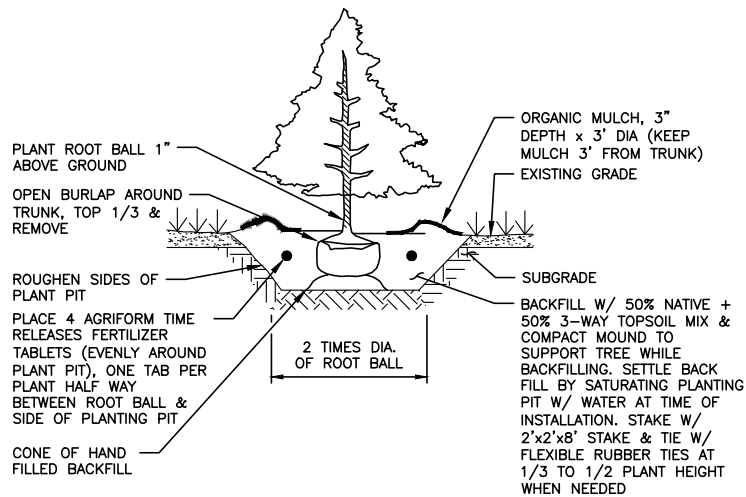 PLANT ROOT BALL 1"
ABOVE GROUND
OPEN BURLAP AROUND
TRUNK, TOP 1/3 &
REMOVE
ROUGHEN SIDES OF
PLANT PIT
PLACE 4 AGRIFORM TIME
RELEASES FERTILIZER
TABLETS (EVENLY AROUND
PLANT PIT), ONE TAB PER
PLANT HALF WAY
BETWEEN ROOT BALL &
SIDE OF PLANTING PIT
CONE OF HAND
FILLED BACKFILL
2 TIMES DIA.
OF ROOT BALL
ORGANIC MULCH, 3"
DEPTH x 3' DIA (KEEP
MULCH 3' FROM TRUNK)
EXISTING GRADE
SUBGRADE
BACKFILL W/ 50% NATIVE +
50% 3-WAY TOPSOIL MIX &
COMPACT MOUND TO
SUPPORT TREE WHILE
BACKFILLING. SETTLE BACK
FILL BY SATURATING PLANTING
PIT W/ WATER AT TIME OF
INSTALLATION. STAKE W/
2'x2'x8' STAKE & TIE W/
FLEXIBLE RUBBER TIES AT
1/3 TO 1/2 PLANT HEIGHT
WHEN NEEDED